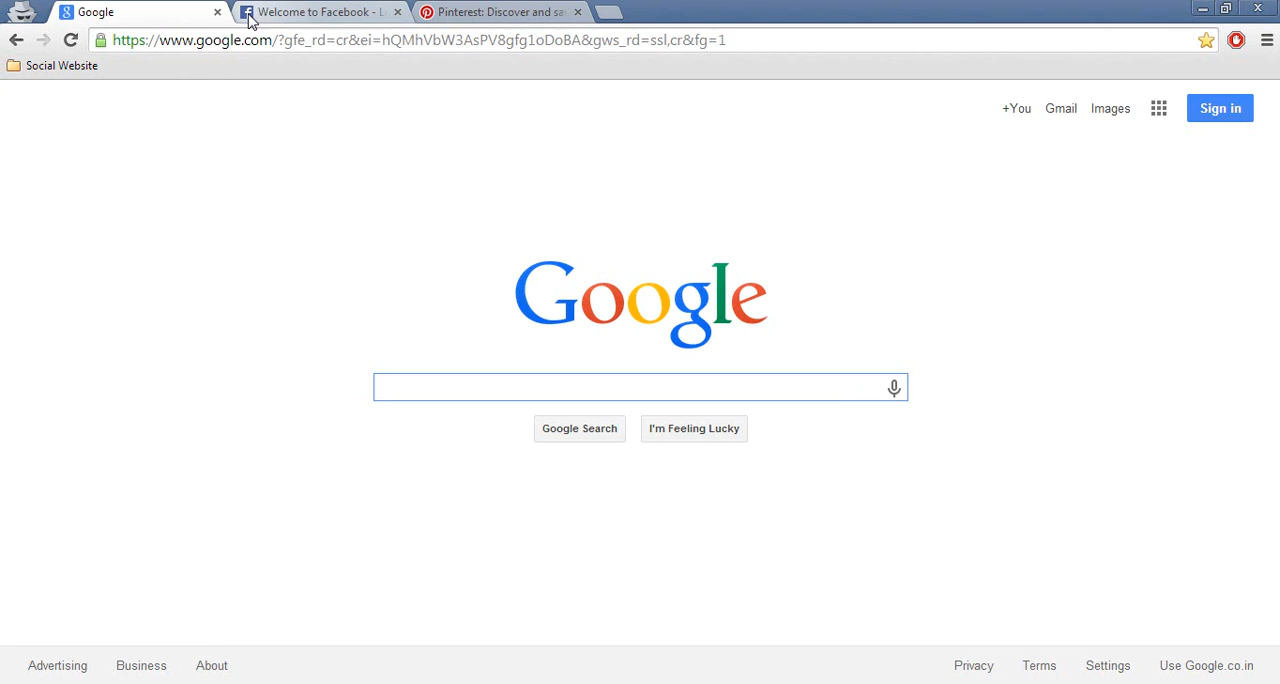 Google
Welcome to Facebook - L
Pinterest: Discover and sa
https://www.google.com/?gfe_rd=cr&ei=hQMhVbW3AsPV8gfg1oDoBA&gws_rd=ssl,cr&fg=1
Social Website
+You Gmail Images Sign in
Google
Google Search I'm Feeling Lucky
Advertising Business About Privacy Terms Settings Use Google.co.in